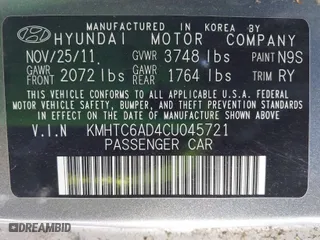 MANUFACTURED IN KOREA BY
HYUNDAI MOTOR COMPANY
NOV/25/11. GVWR 3748 lbs PAINT N9S
GAWR FRONT 2072 lbs GAWR REAR 1764 lbs TRIM RY
THIS VEHICLE CONFORMS TO ALL APPLICABLE U.S. FEDERAL MOTOR
VEHICLE SAFETY, BUMPER, AND THEFT PREVENTION STANDARDS
IN EFFECT ON THE DATE OF MANUFACTURE SHOWN ABOVE.
V.I.N KMHTC6AD4CU045721
PASSENGER CAR
DREAMBID